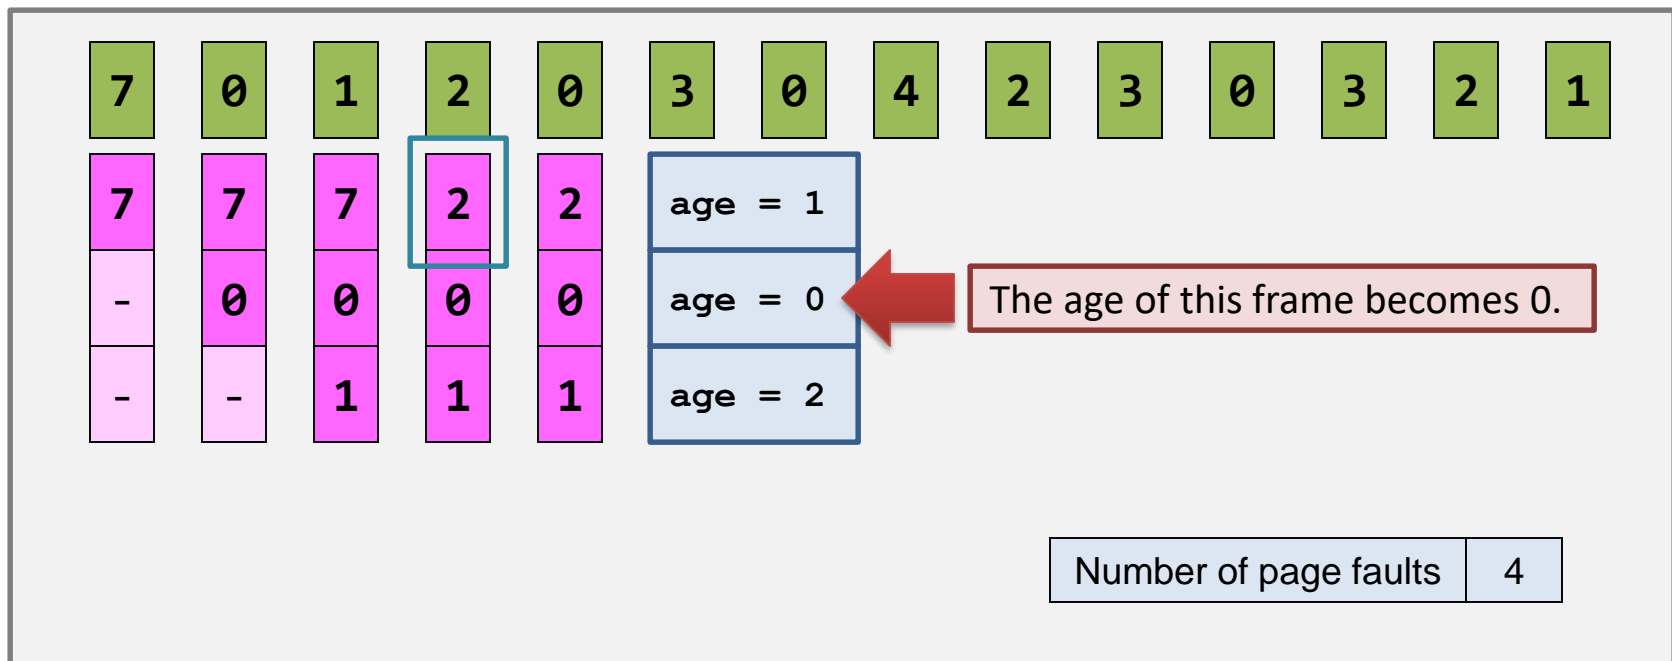 7 0 1 2 0 3 0 4 2 3 0 3 2 1
7 7 7 2 2 age = 1
- 0 0 0 0 age = 0 The age of this frame becomes 0.
- - 1 1 1 age = 2
Number of page faults 4